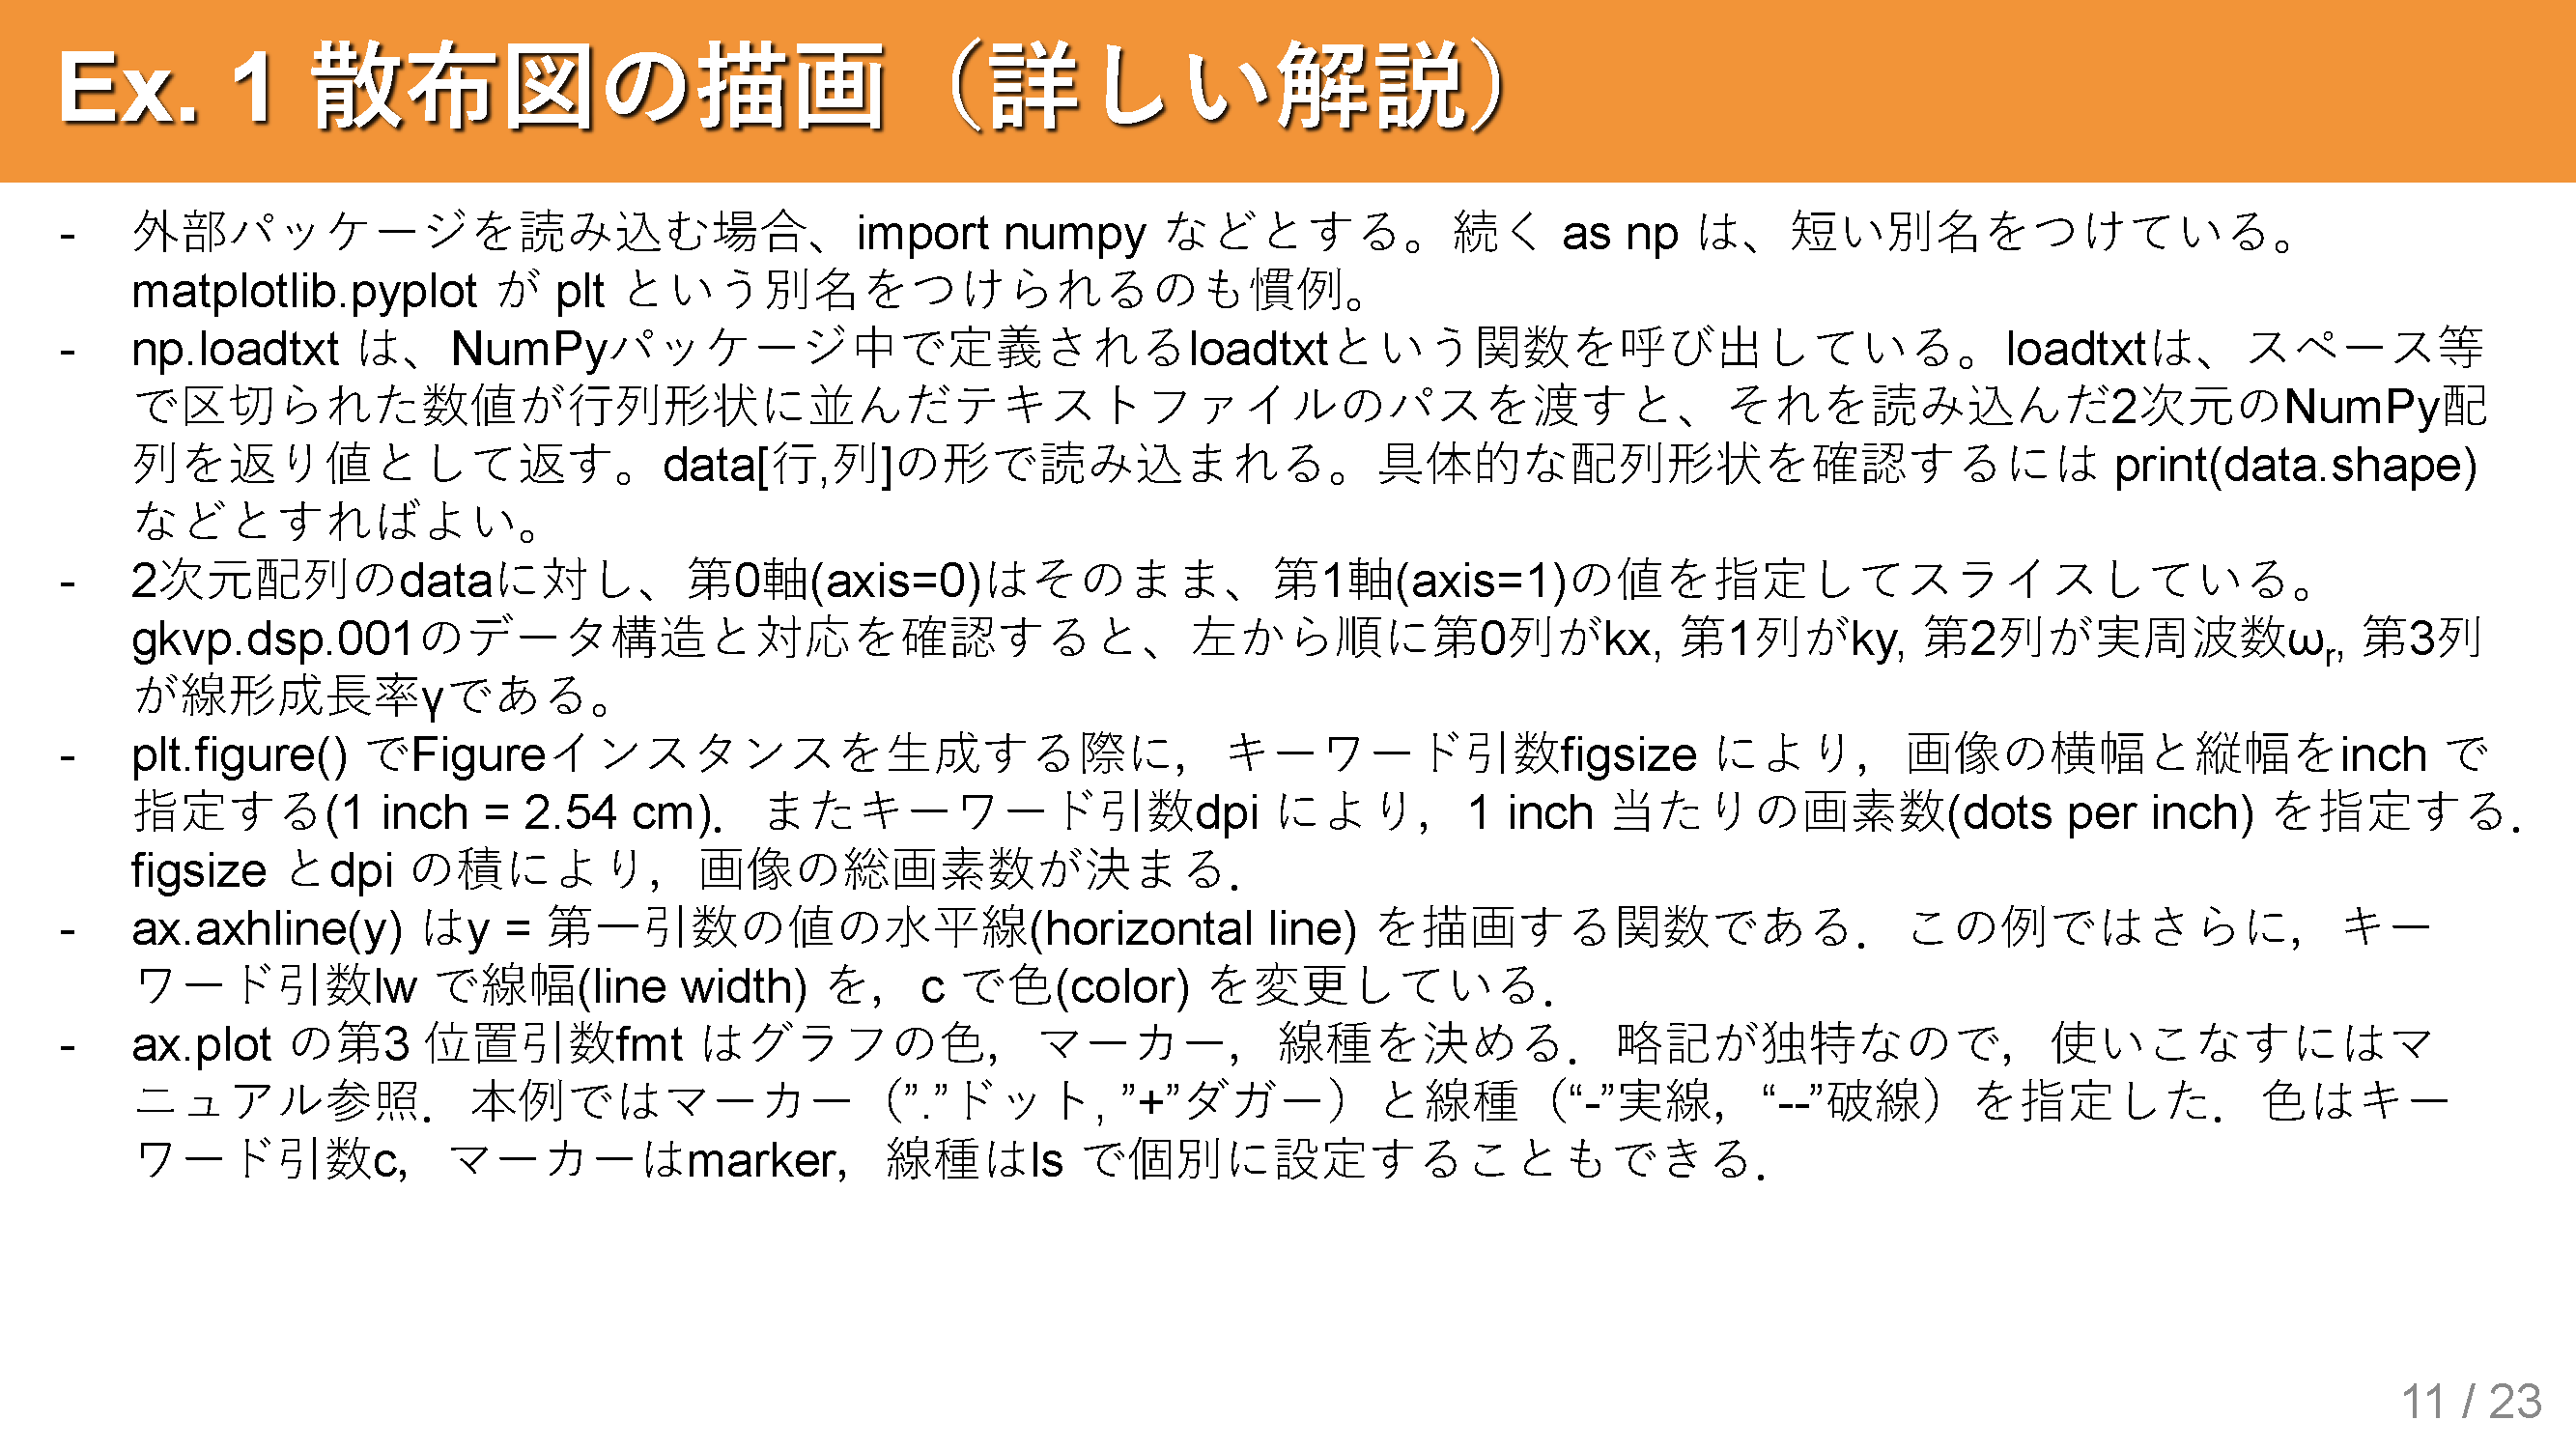 Ex. 1 散布図の描画（詳しい解説）
- 外部パッケージを読み込む場合、import numpy などとする。続く as np は、短い別名をつけている。
matplotlib.pyplot が plt という別名をつけられるのも慣例。
- np.loadtxt は、NumPyパッケージ中で定義されるloadtxtという関数を呼び出している。loadtxtは、スペース等
で区切られた数値が行列形状に並んだテキストファイルのパスを渡すと、それを読み込んだ2次元のNumPy配
列を返り値として返す。data[行,列]の形で読み込まれる。具体的な配列形状を確認するには print(data.shape)
などとすればよい。
- 2次元配列のdataに対し、第0軸(axis=0)はそのまま、第1軸(axis=1)の値を指定してスライスしている。
gkvp.dsp.001のデータ構造と対応を確認すると、左から順に第0列がkx, 第1列がky, 第2列が実周波数ωr, 第3列
が線形成長率γである。
- plt.figure() でFigureインスタンスを生成する際に，キーワード引数figsize により，画像の横幅と縦幅をinch で
指定する(1 inch = 2.54 cm)．またキーワード引数dpi により，1 inch 当たりの画素数(dots per inch) を指定する．
figsize とdpi の積により，画像の総画素数が決まる．
- ax.axhline(y) はy = 第一引数の値の水平線(horizontal line) を描画する関数である．この例ではさらに，キー
ワード引数lw で線幅(line width) を，c で色(color) を変更している．
- ax.plot の第3 位置引数fmt はグラフの色，マーカー，線種を決める．略記が独特なので，使いこなすにはマ
ニュアル参照．本例ではマーカー（”.”ドット, ”+”ダガー）と線種（“-”実線，“--”破線）を指定した．色はキー
ワード引数c，マーカーはmarker，線種はls で個別に設定することもできる．
11 / 23